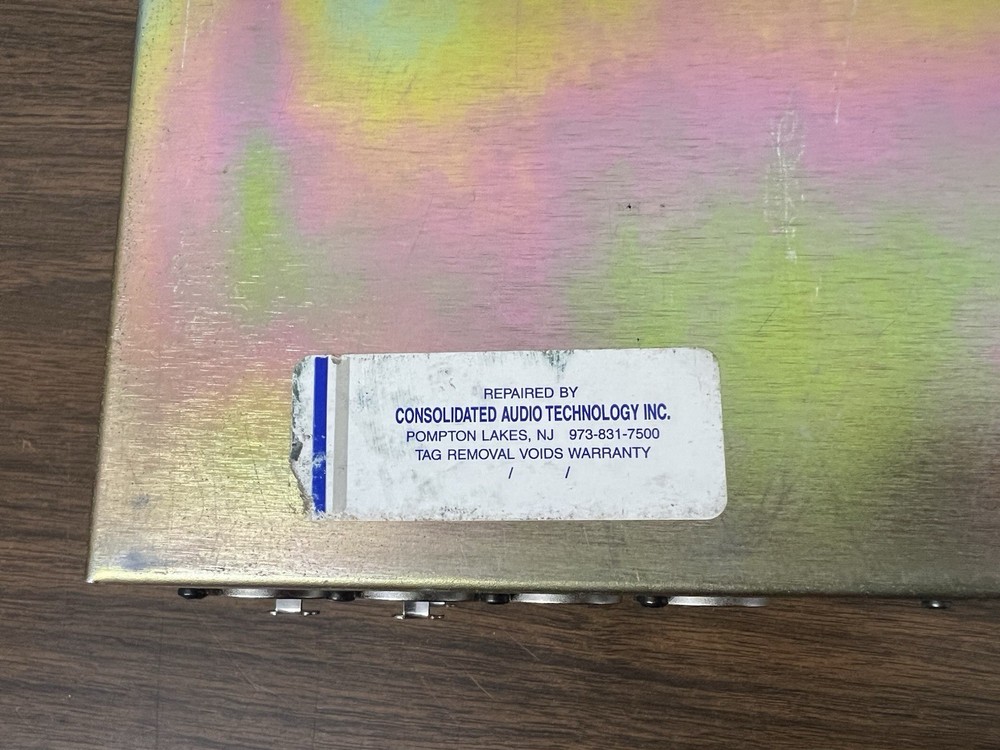 REPAIRED BY
CONSOLIDATED AUDIO TECHNOLOGY INC.
POMPTON LAKES, NJ 973-831-7500
TAG REMOVAL VOIDS WARRANTY
/ /